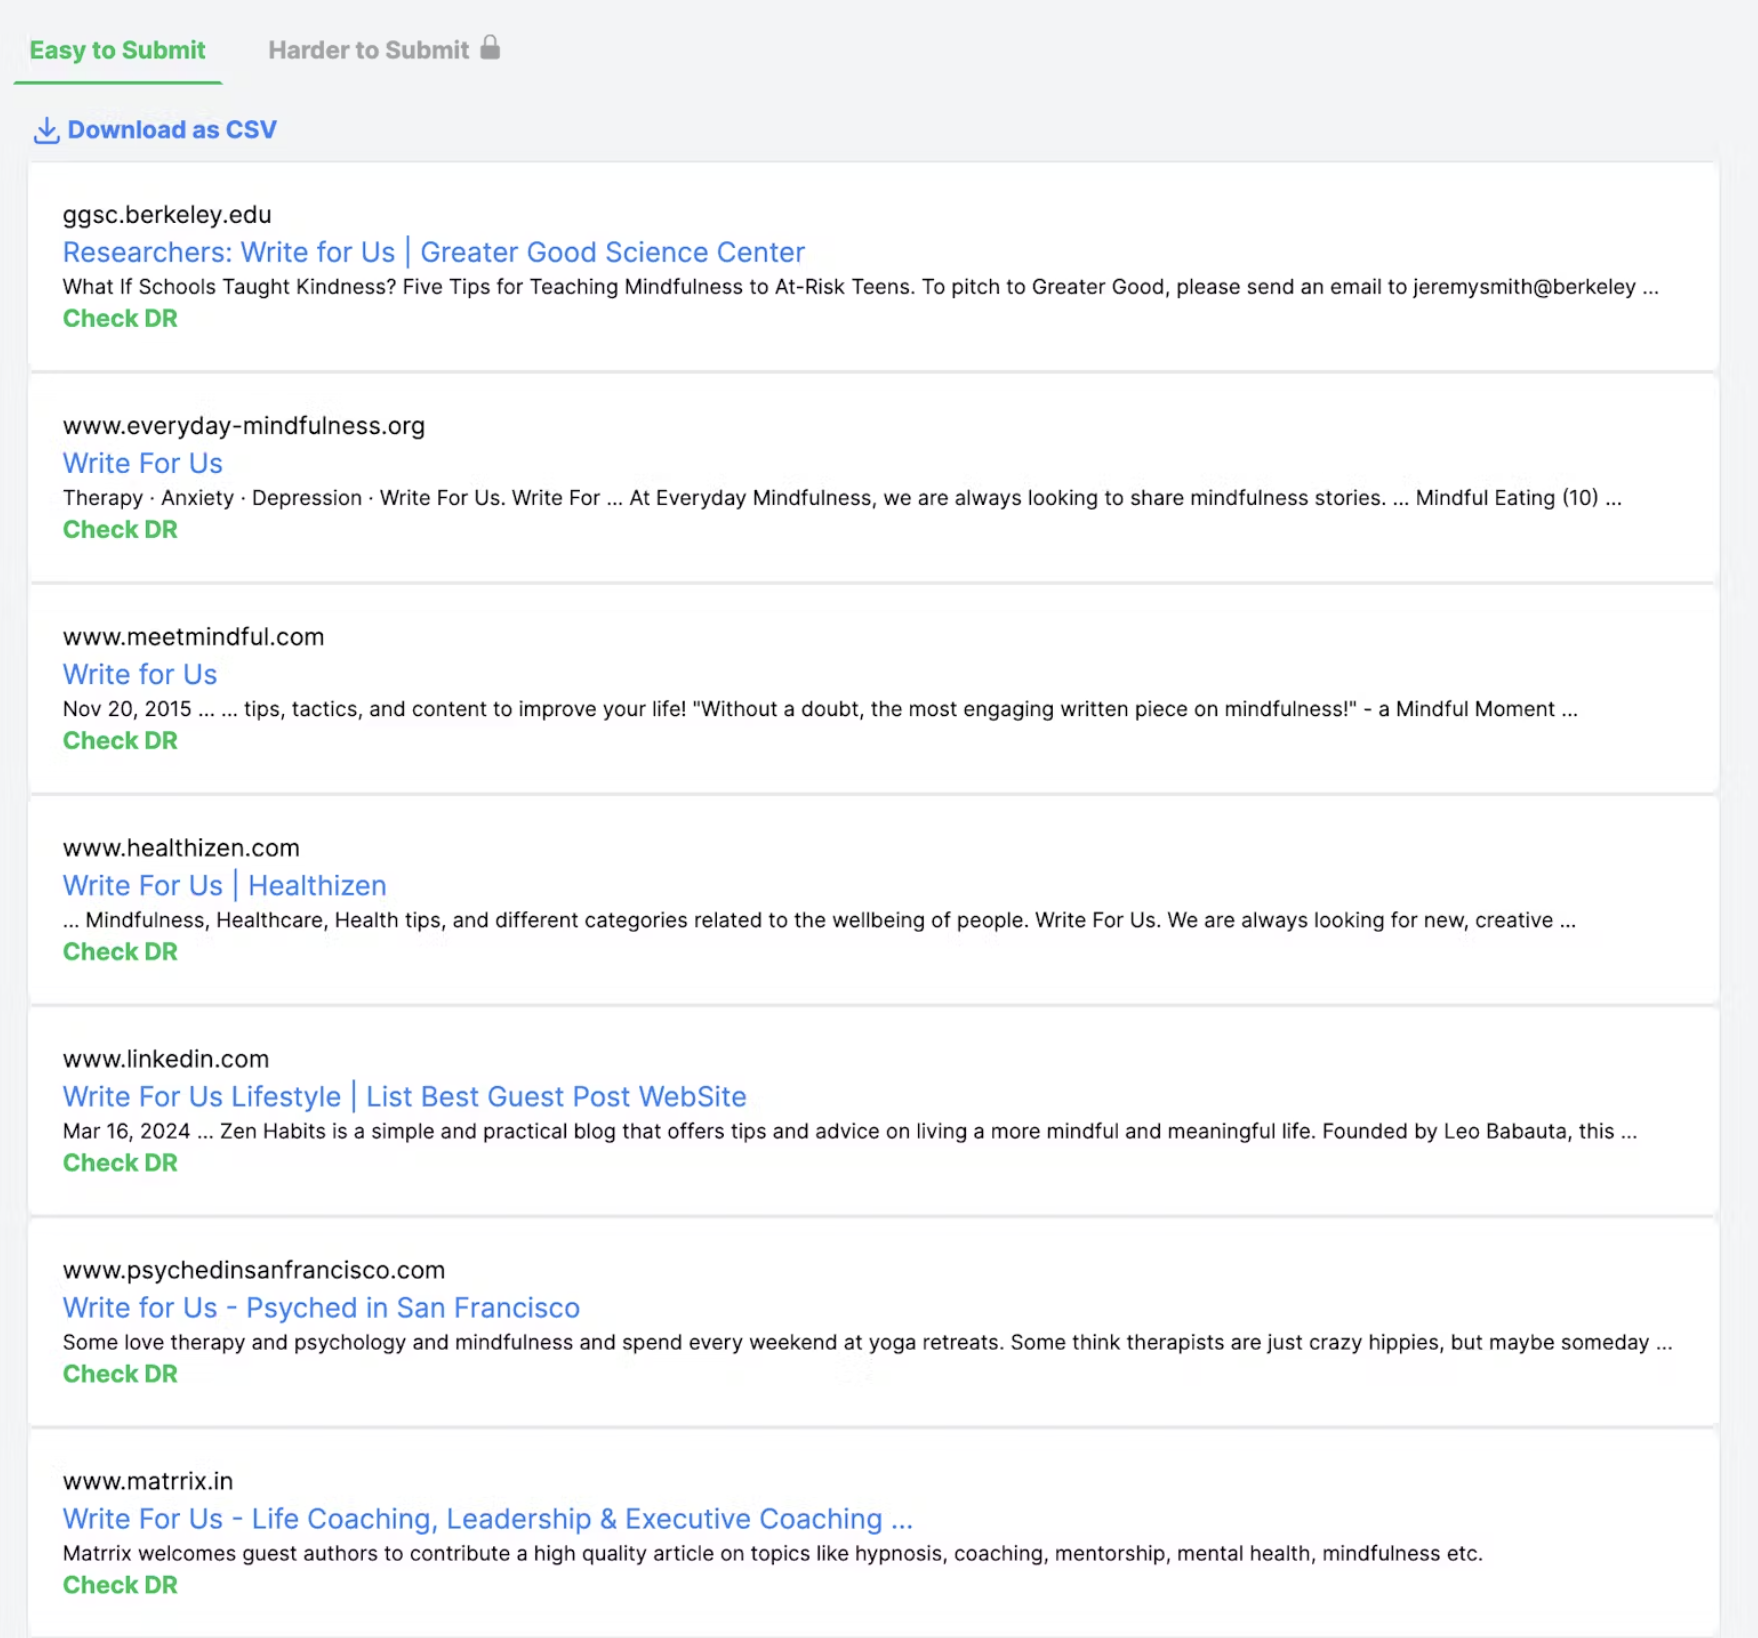 Easy to Submit Harder to Submit
Download as CSV
ggsc.berkeley.edu
Researchers: Write for Us | Greater Good Science Center
What If Schools Taught Kindness? Five Tips for Teaching Mindfulness to At-Risk Teens. To pitch to Greater Good, please send an email to jeremysmith@berkeley ...
Check DR
www.everyday-mindfulness.org
Write For Us
Therapy · Anxiety · Depression · Write For Us. Write For ... At Everyday Mindfulness, we are always looking to share mindfulness stories. ... Mindful Eating (10) ...
Check DR
www.meetmindful.com
Write for Us
Nov 20, 2015 ... ... tips, tactics, and content to improve your life! "Without a doubt, the most engaging written piece on mindfulness!" - a Mindful Moment ...
Check DR
www.healthizen.com
Write For Us | Healthizen
... Mindfulness, Healthcare, Health tips, and different categories related to the wellbeing of people. Write For Us. We are always looking for new, creative ...
Check DR
www.linkedin.com
Write For Us Lifestyle | List Best Guest Post WebSite
Mar 16, 2024 ... Zen Habits is a simple and practical blog that offers tips and advice on living a more mindful and meaningful life. Founded by Leo Babauta, this ...
Check DR
www.psychedinsanfrancisco.com
Write for Us - Psyched in San Francisco
Some love therapy and psychology and mindfulness and spend every weekend at yoga retreats. Some think therapists are just crazy hippies, but maybe someday ...
Check DR
www.matrrix.in
Write For Us - Life Coaching, Leadership & Executive Coaching ...
Matrrix welcomes guest authors to contribute a high quality article on topics like hypnosis, coaching, mentorship, mental health, mindfulness etc.
Check DR